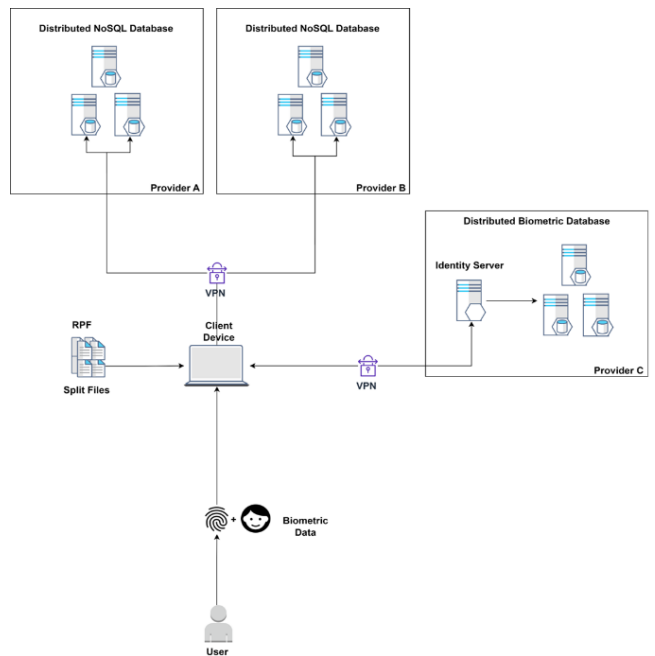 Distributed NoSQL Database
Distributed NoSQL Database
Provider A
Provider B
Distributed Biometric Database
Identity Server
Provider C
VPN
RPF
Split Files
Client
Device
VPN
+
Biometric
Data
User